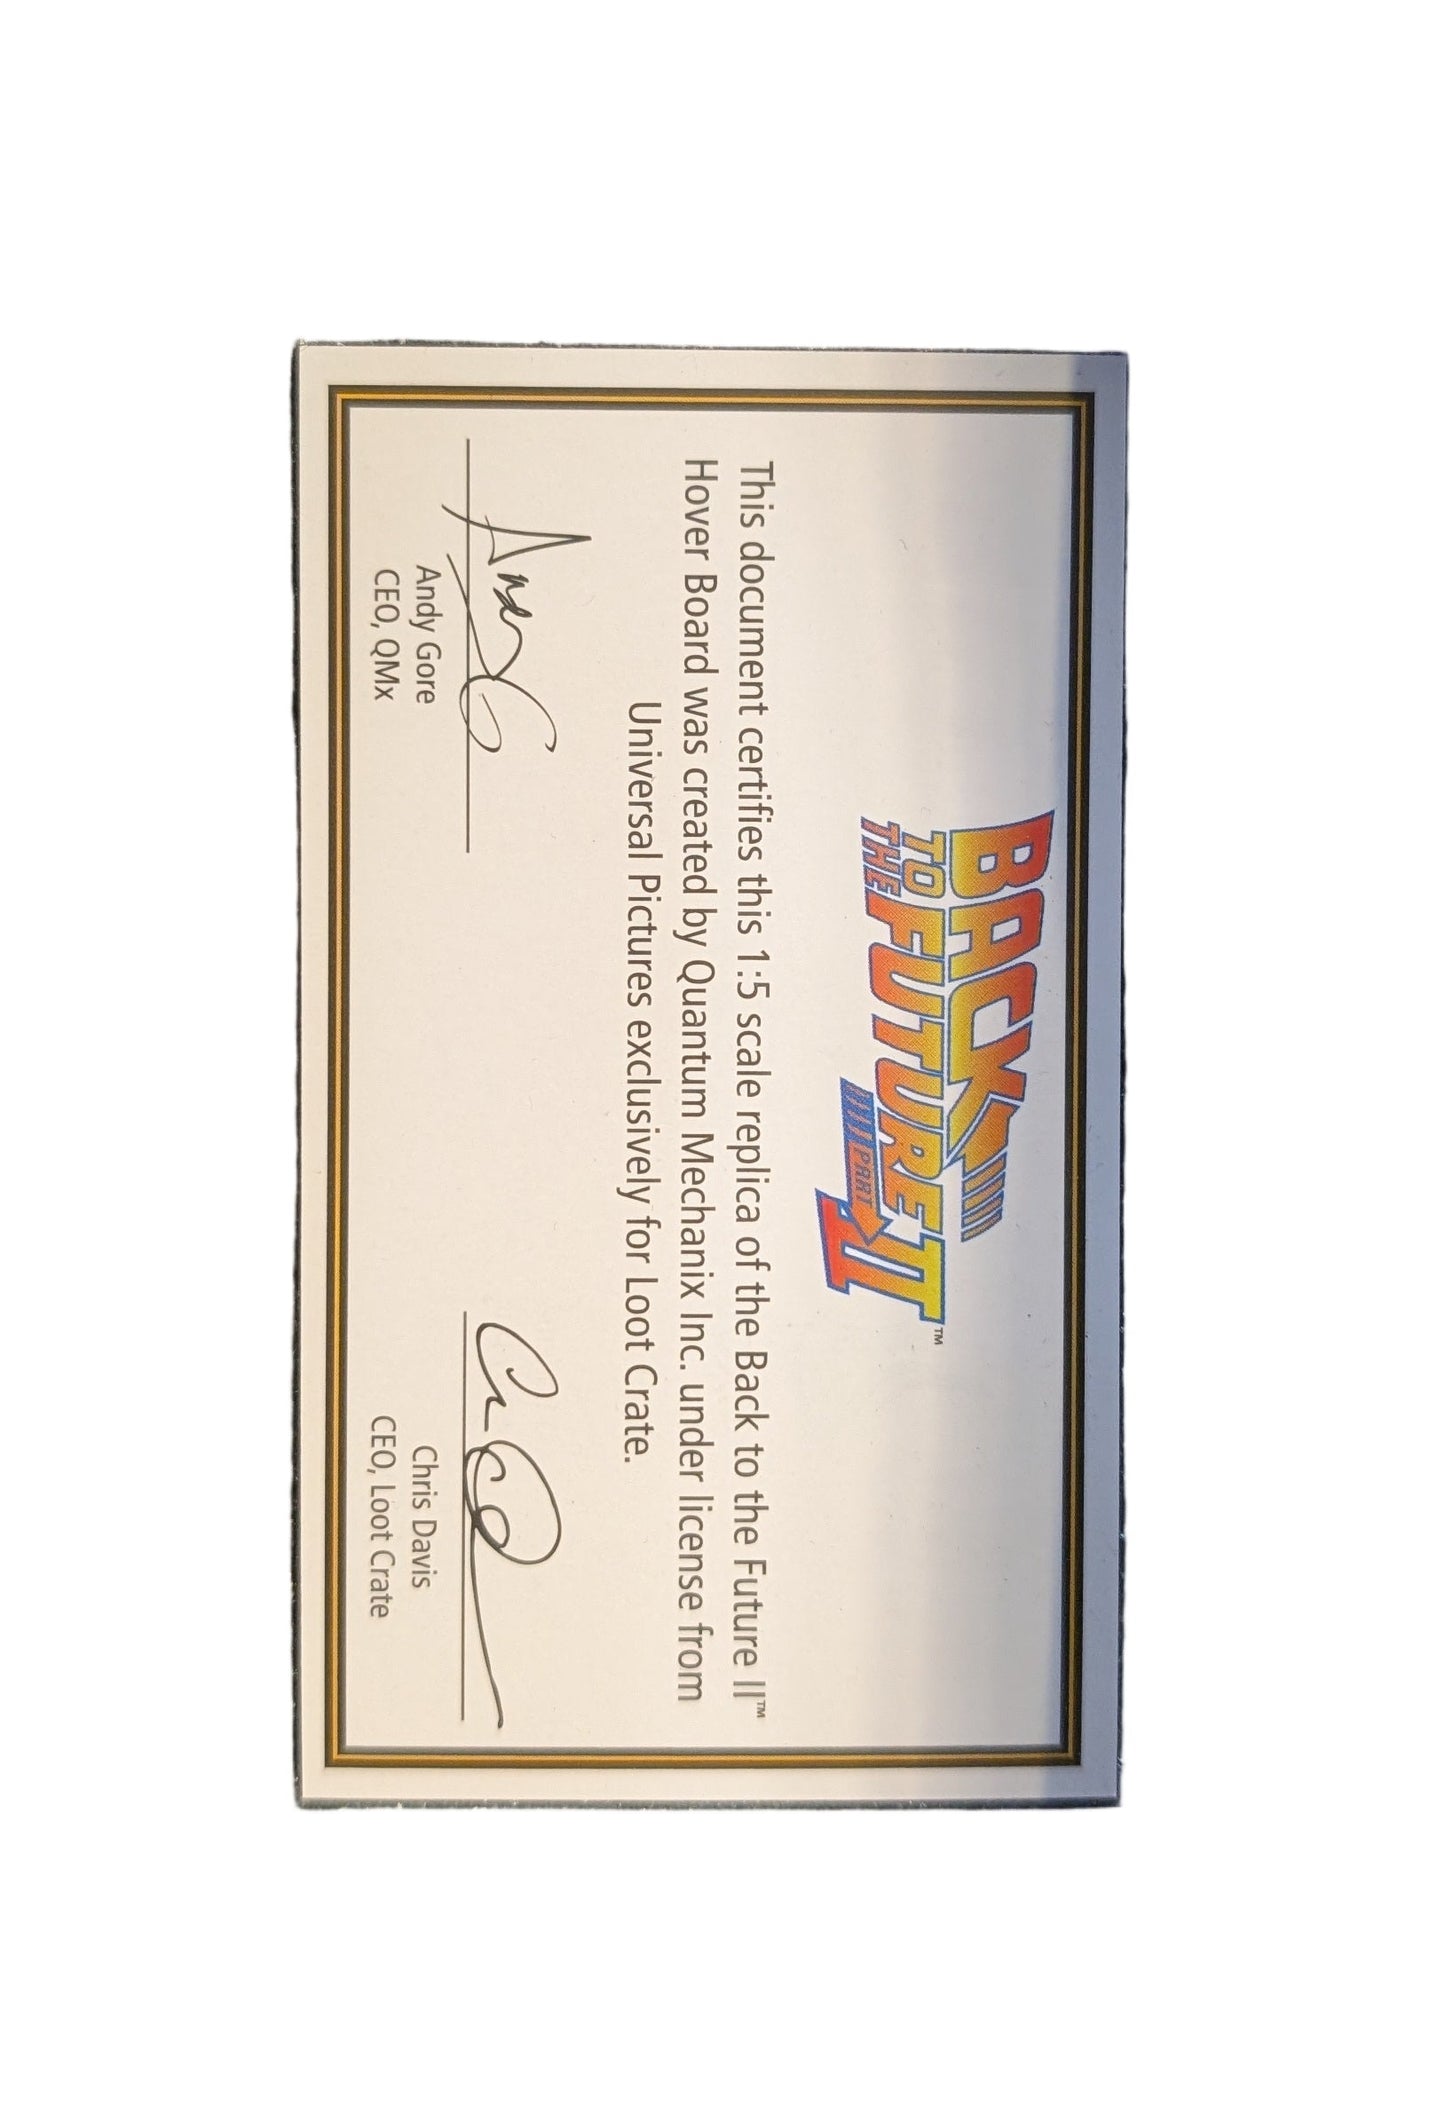 BACK
TO THE FUTURE
PART II™
This document certifies this 1:5 scale replica of the Back to the Future II™
Hover Board was created by Quantum Mechanix Inc. under license from
Universal Pictures exclusively for Loot Crate.
Andy Gore
CEO, QMx
Chris Davis
CEO, Loot Crate